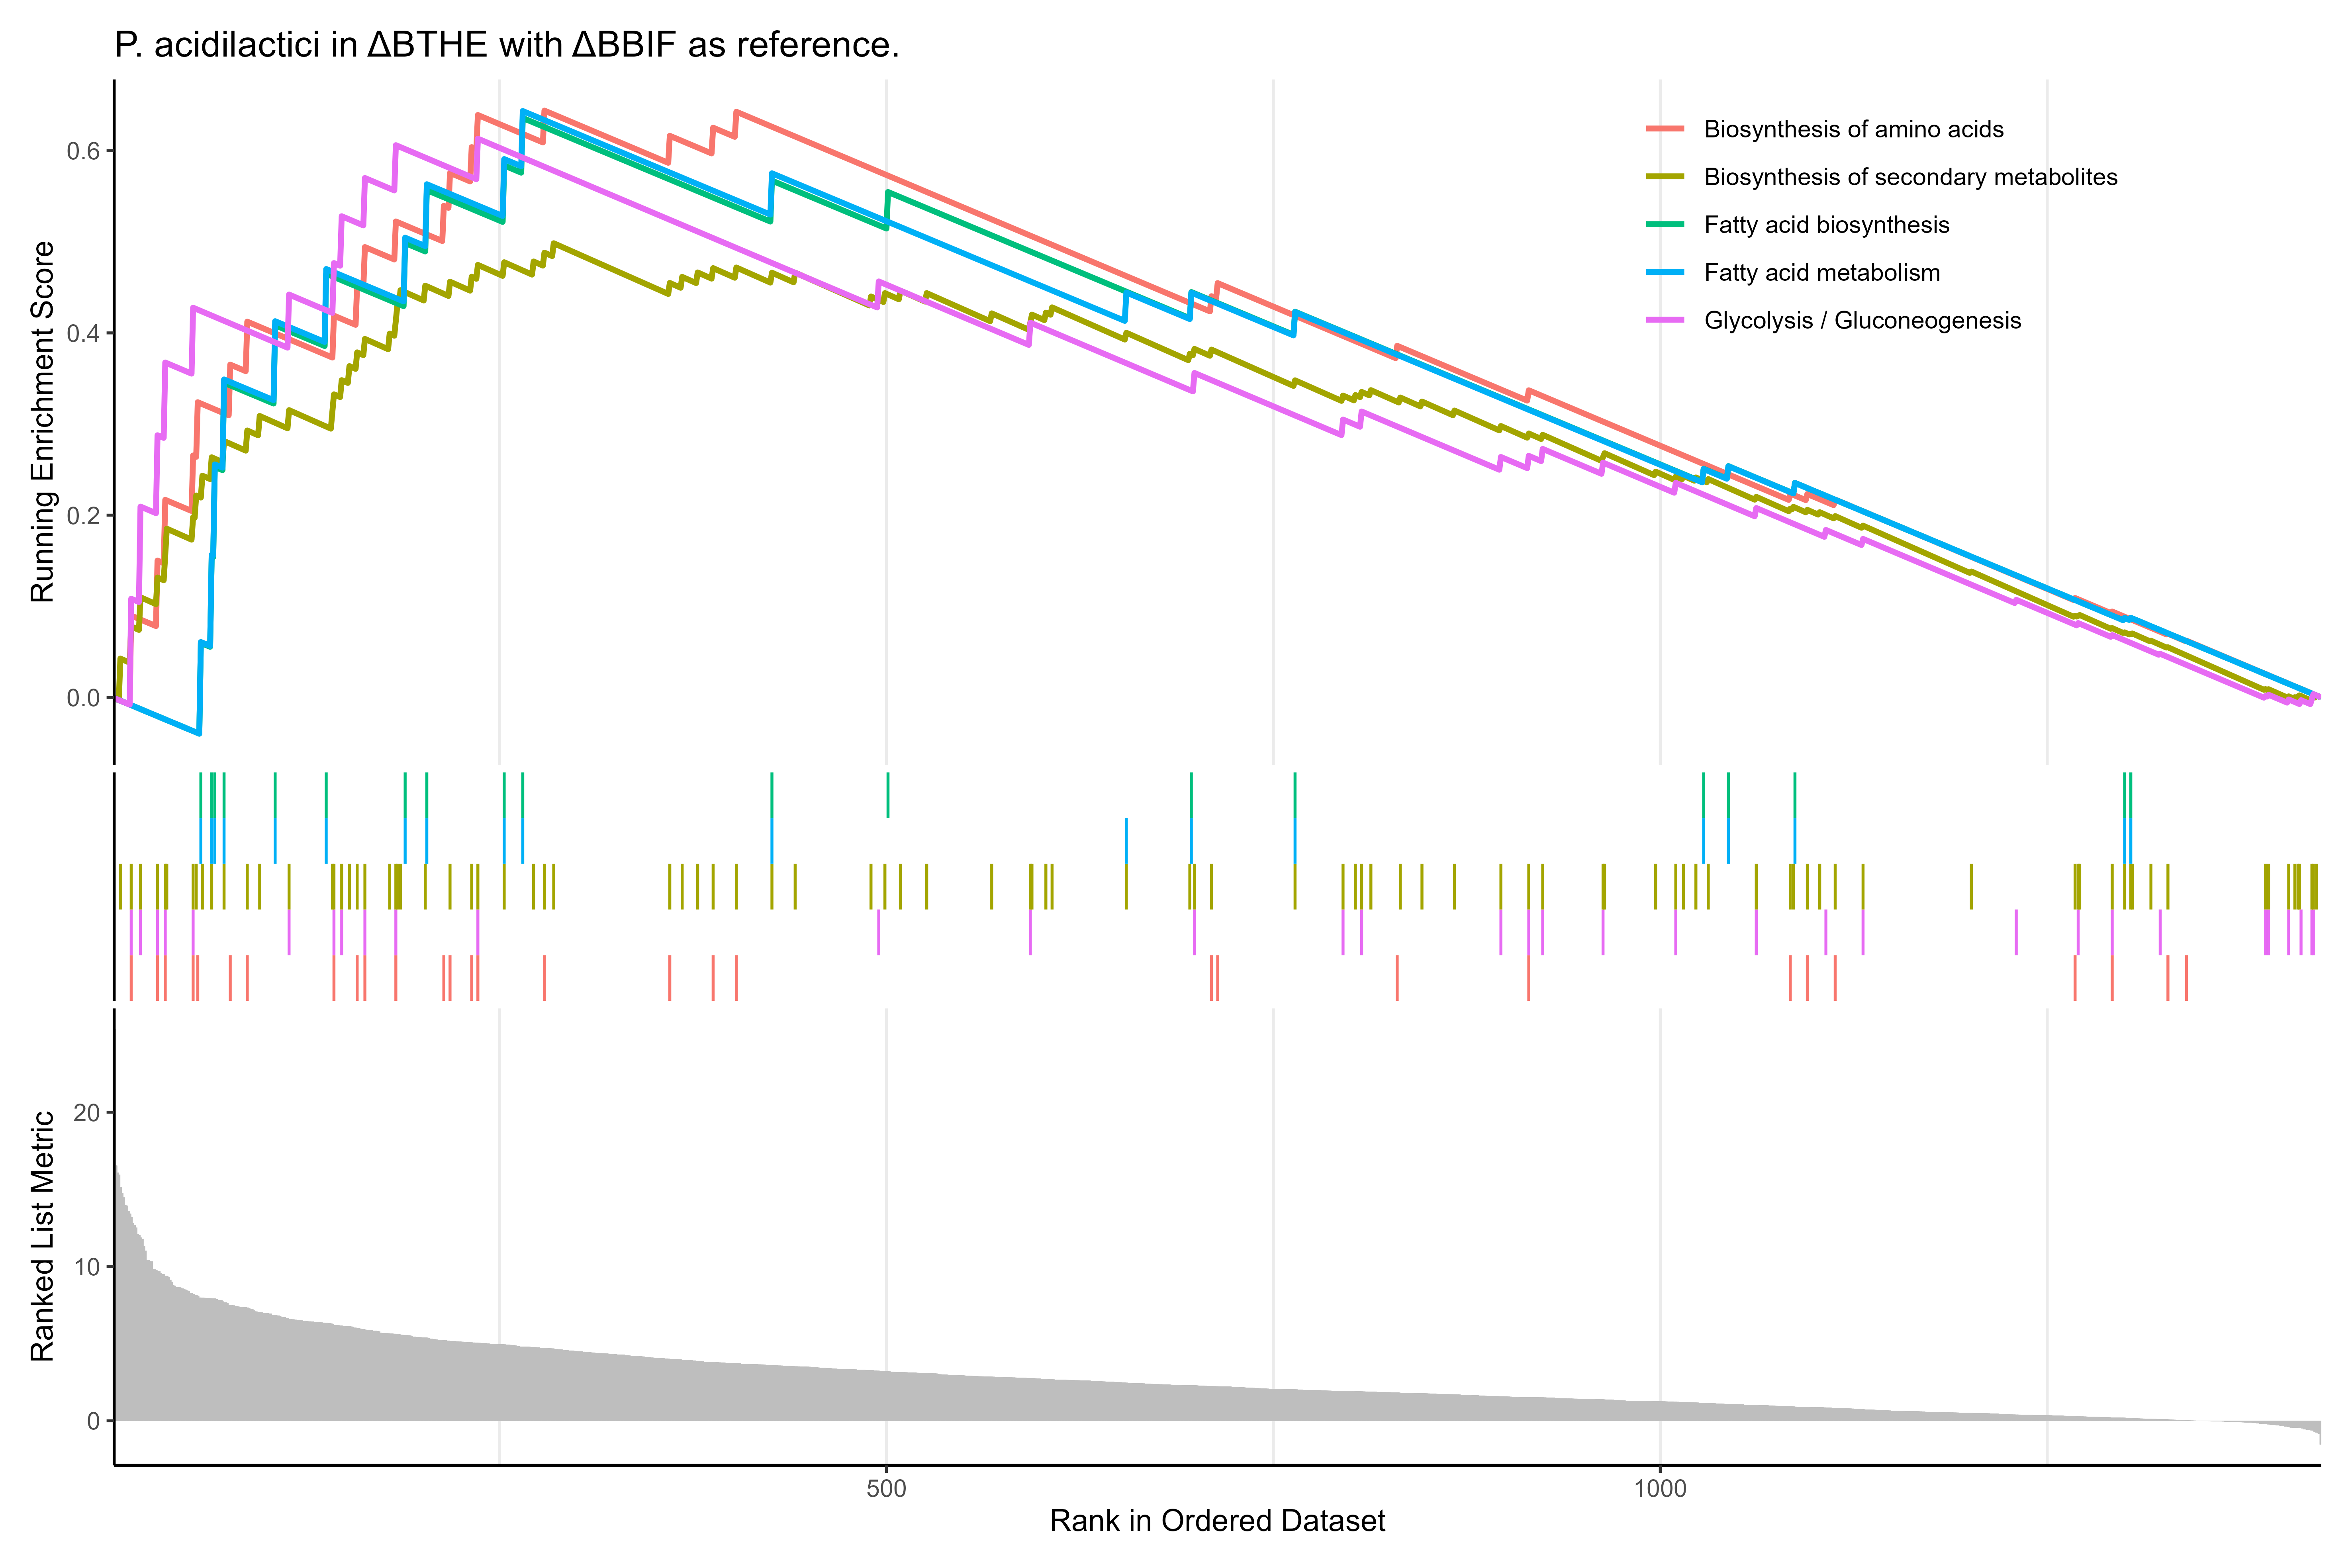 P. acidilactici in ΔBTHE with ΔBBIF as reference.
Running Enrichment Score
0.6
0.4
0.2
0.0
Biosynthesis of amino acids
Biosynthesis of secondary metabolites
Fatty acid biosynthesis
Fatty acid metabolism
Glycolysis / Gluconeogenesis
Ranked List Metric
20
10
0
500
1000
Rank in Ordered Dataset